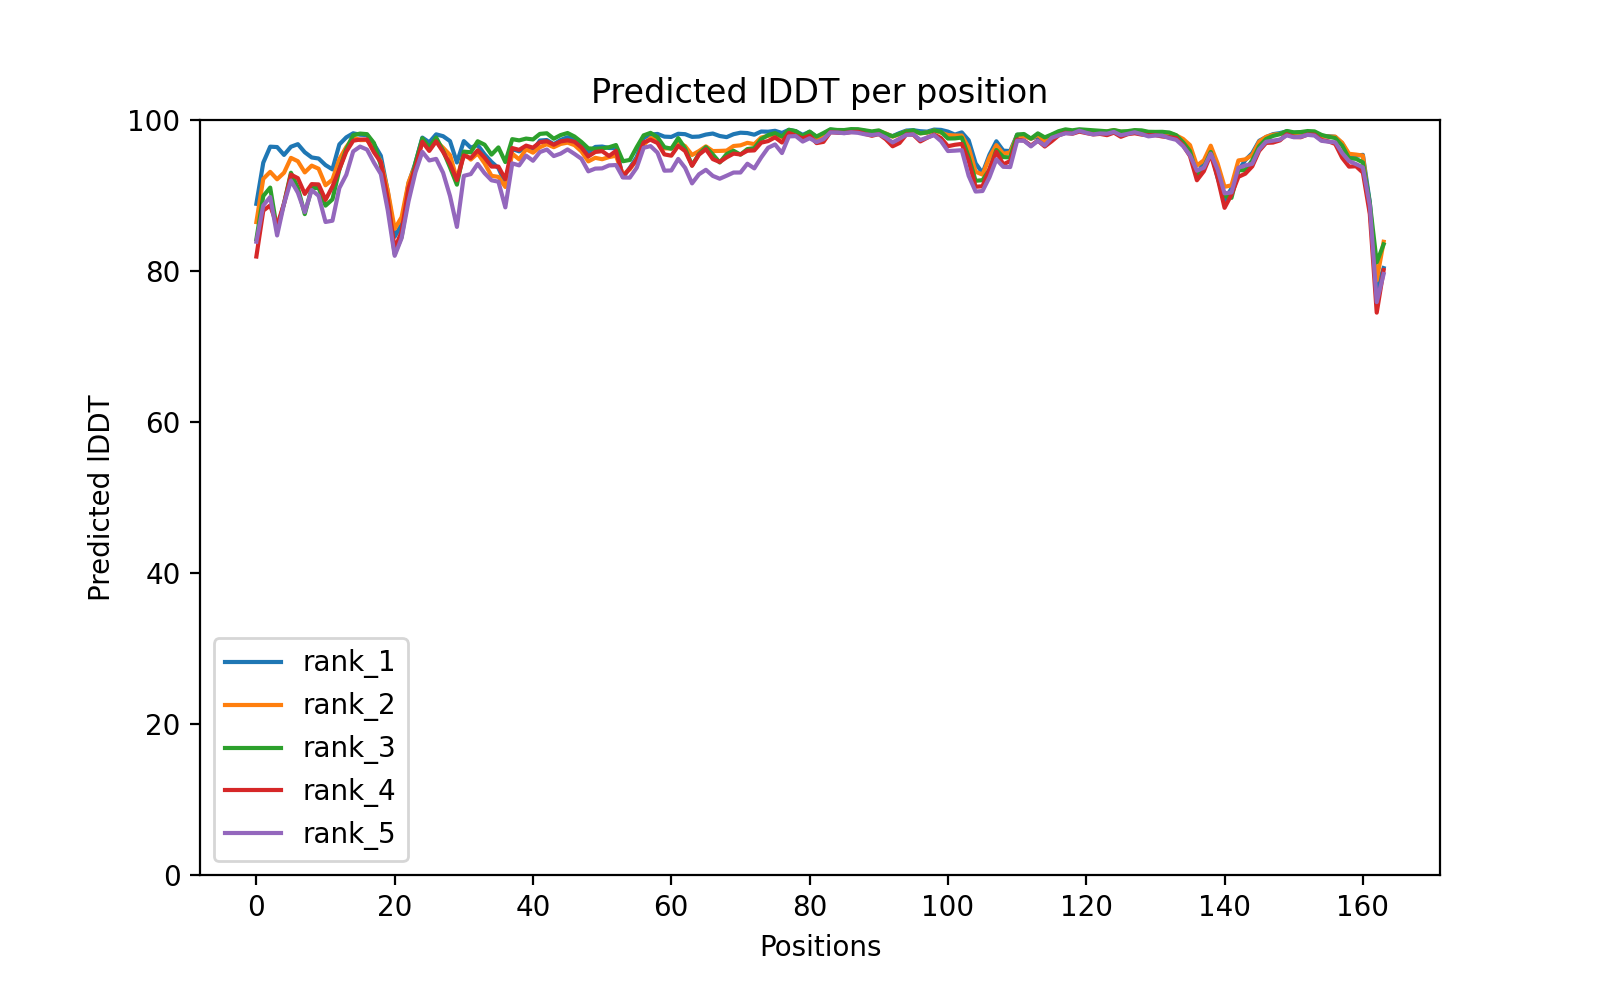 Predicted lDDT per position
100
80
60
40
20
0
Predicted lDDT
rank_1
rank_2
rank_3
rank_4
rank_5
0 20 40 60 80 100 120 140 160
Positions